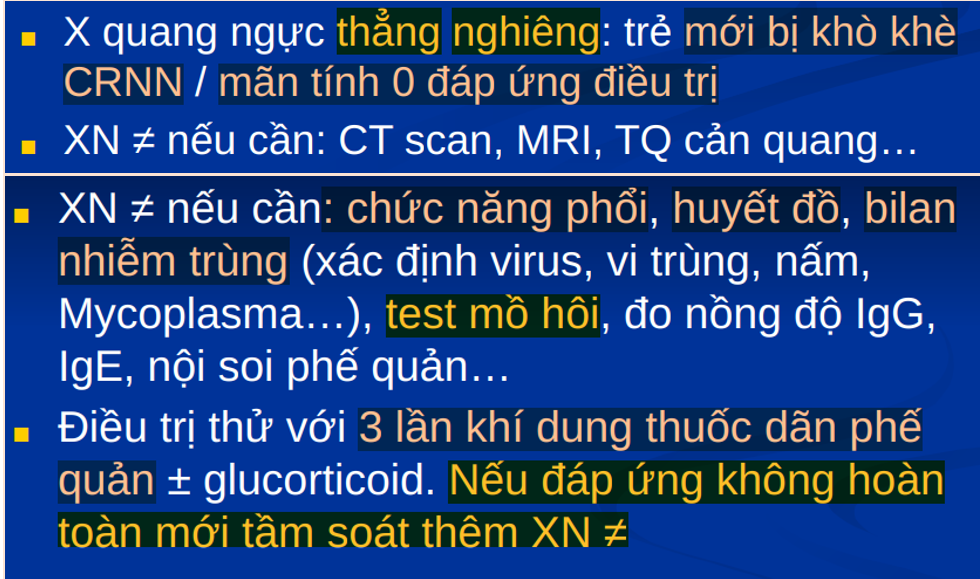 X quang ngực thẳng nghiêng: trẻ mới bị khò khè
CRNN / mãn tính 0 đáp ứng điều trị
XN ≠ nếu cần: CT scan, MRI, TQ cản quang…
XN ≠ nếu cần: chức năng phổi, huyết đồ, bilan
nhiễm trùng (xác định virus, vi trùng, nấm,
Mycoplasma…), test mồ hôi, đo nồng độ IgG,
IgE, nội soi phế quản…
Điều trị thử với 3 lần khí dung thuốc dãn phế
quản ± glucorticoid. Nếu đáp ứng không hoàn
toàn mới tầm soát thêm XN ≠